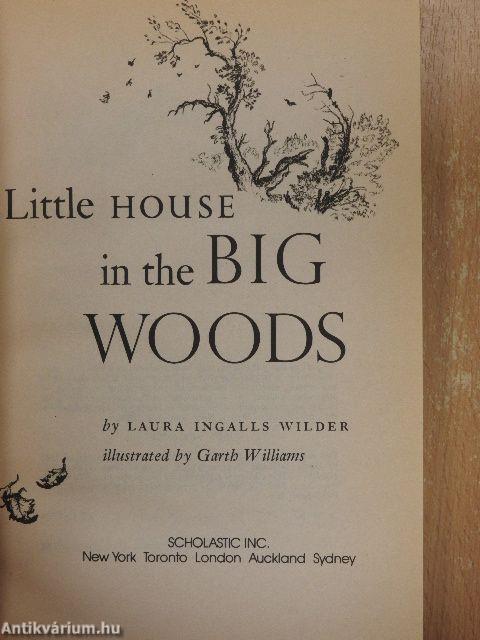 Little HOUSE
in the BIG
WOODS
by LAURA INGALLS WILDER
illustrated by Garth Williams
SCHOLASTIC INC.
New York Toronto London Auckland Sydney
Antikvárium.hu